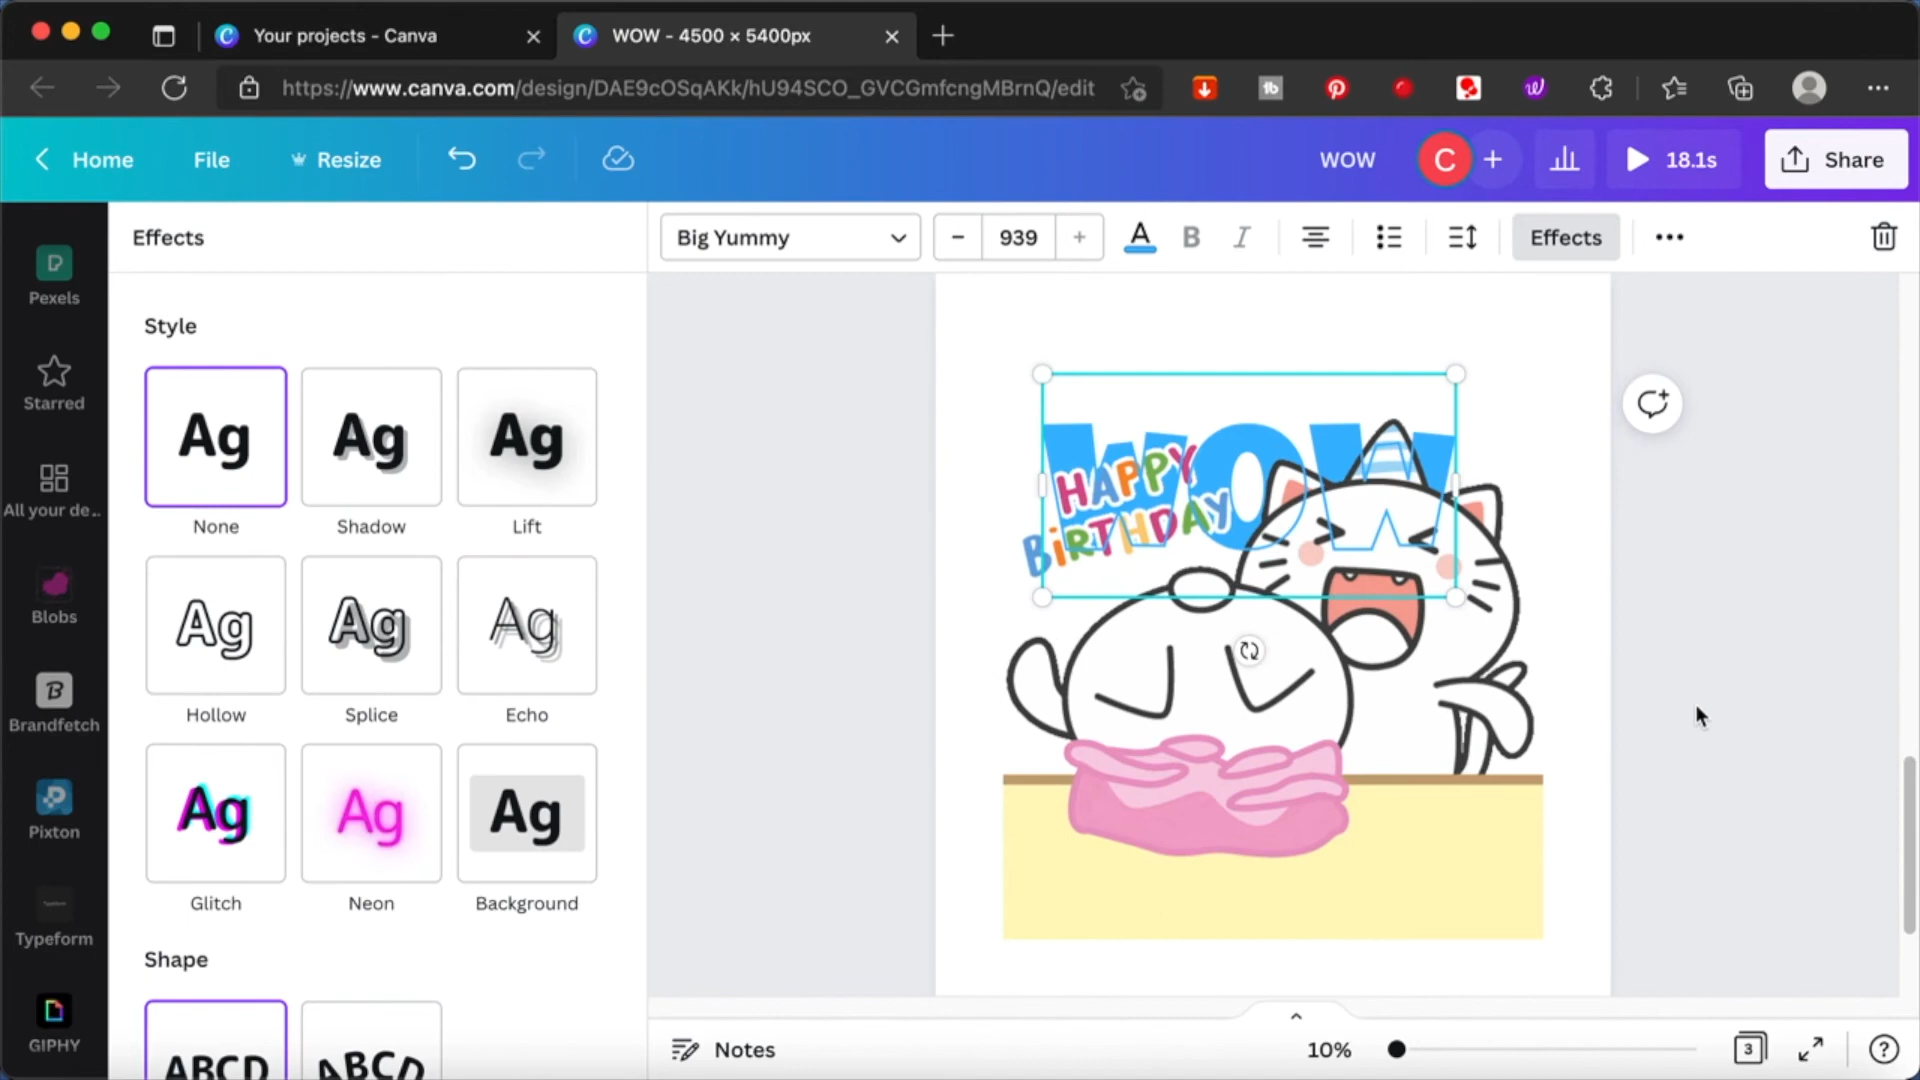 Your projects - Canva
WOW - 4500 × 5400px
https://www.canva.com/design/DAE9cOSqAKk/hU94SCO_GVCGmfcngMBrnQ/edit
Home
File
Resize
WOW
C
18.1s
Share
Effects
Big Yummy
939
A
B
I
Effects
Pexels
Starred
All your de...
Blobs
Brandfetch
Pixton
Typeform
GIPHY
Style
Ag
Ag
Ag
None
Shadow
Lift
Ag
Ag
Ag
Hollow
Splice
Echo
Ag
Ag
Ag
Glitch
Neon
Background
Shape
ABCD
ABCD
WOW
HAPPY
BiRTHDAY
Notes
10%
3